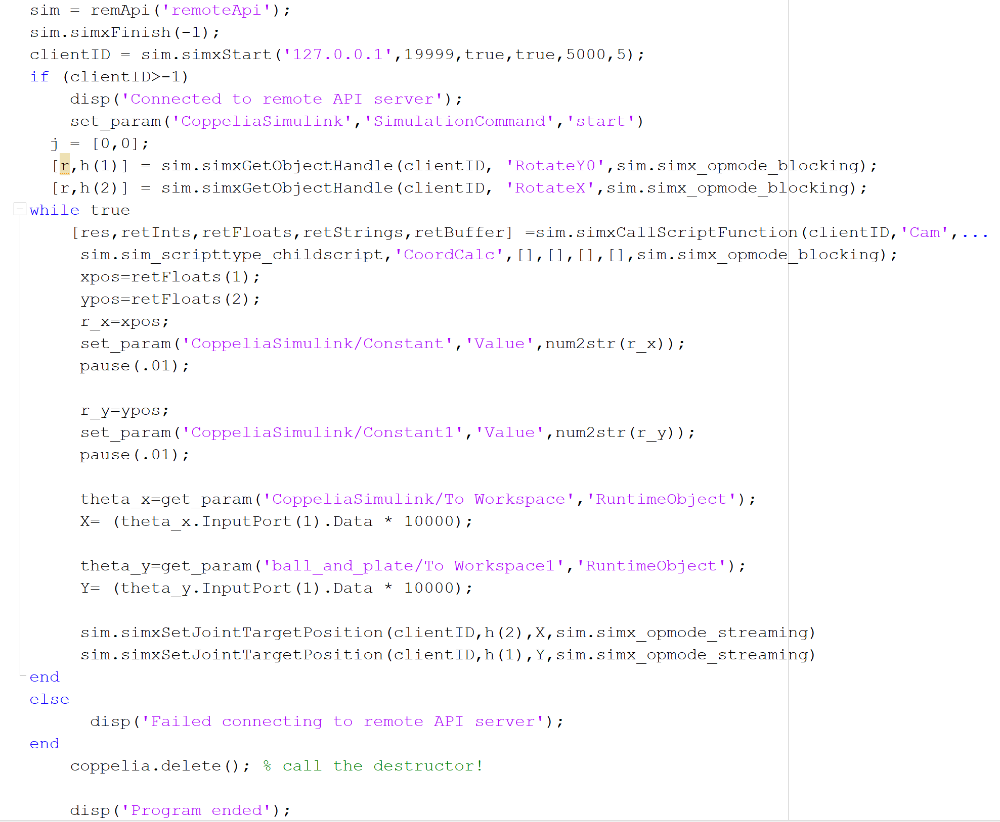 sim = remApi('remoteApi');
sim.simxFinish(-1);
clientID = sim.simxStart('127.0.0.1',19999,true,true,5000,5);
if (clientID>-1)
    disp('Connected to remote API server');
    set_param('CoppeliaSimulink','SimulationCommand','start')
  j = [0,0];
  [r,h(1)] = sim.simxGetObjectHandle(clientID, 'RotateY0',sim.simx_opmode_blocking);
  [r,h(2)] = sim.simxGetObjectHandle(clientID, 'RotateX',sim.simx_opmode_blocking);
while true
    [res,retInts,retFloats,retStrings,retBuffer] =sim.simxCallScriptFunction(clientID,'Cam',...
     sim.sim_scripttype_childscript,'CoordCalc',[],[],[],[],sim.simx_opmode_blocking);
     xpos=retFloats(1);
     ypos=retFloats(2);
     r_x=xpos;
     set_param('CoppeliaSimulink/Constant','Value',num2str(r_x));
     pause(.01);
     r_y=ypos;
     set_param('CoppeliaSimulink/Constant1','Value',num2str(r_y));
     pause(.01);
     theta_x=get_param('CoppeliaSimulink/To Workspace','RuntimeObject');
     X= (theta_x.InputPort(1).Data * 10000);
     theta_y=get_param('ball_and_plate/To Workspace1','RuntimeObject');
     Y= (theta_y.InputPort(1).Data * 10000);
     sim.simxSetJointTargetPosition(clientID,h(2),X,sim.simx_opmode_streaming)
     sim.simxSetJointTargetPosition(clientID,h(1),Y,sim.simx_opmode_streaming)
end
else
      disp('Failed connecting to remote API server');
end
    coppelia.delete(); % call the destructor!
    disp('Program ended');